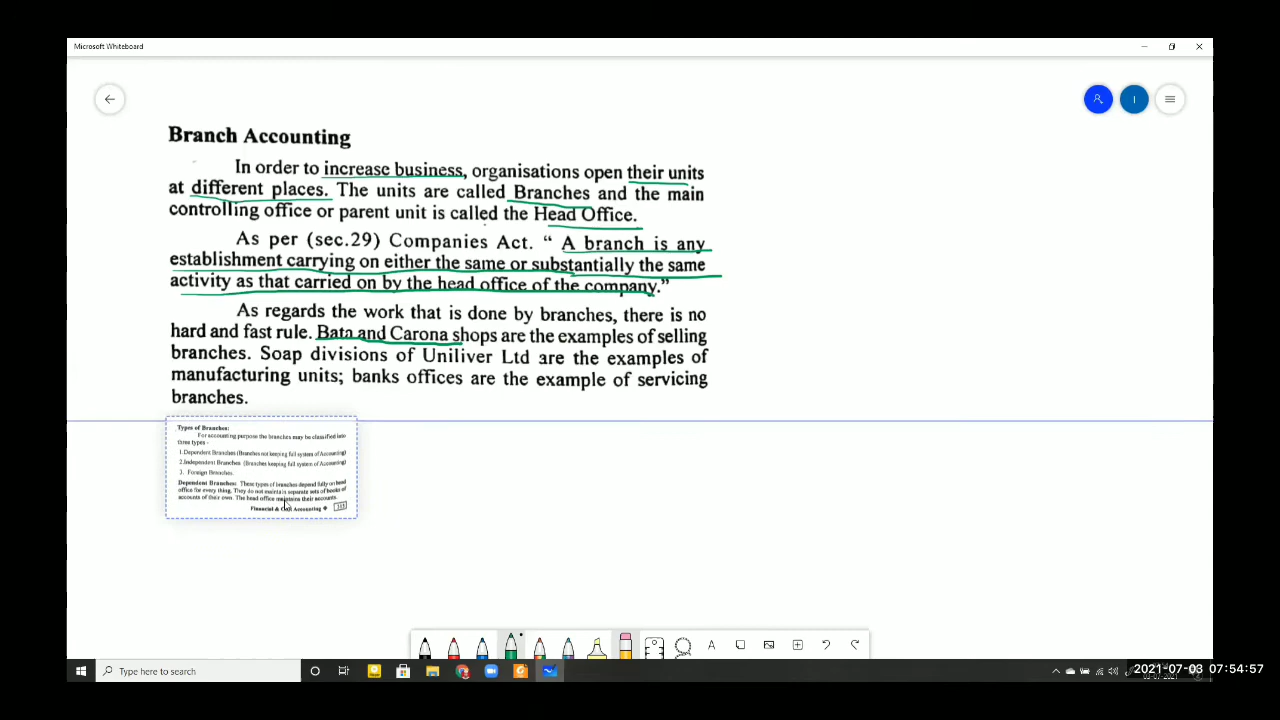 Microsoft Whiteboard
Branch Accounting
In order to increase business, organisations open their units
at different places. The units are called Branches and the main
controlling office or parent unit is called the Head Office.
As per (sec.29) Companies Act. “ A branch is any
establishment carrying on either the same or substantially the same
activity as that carried on by the head office of the company.”
As regards the work that is done by branches, there is no
hard and fast rule. Bata and Carona shops are the examples of selling
branches. Soap divisions of Uniliver Ltd are the examples of
manufacturing units; banks offices are the example of servicing
branches.
Types of Branches:
For accounting purpose the branches may be classified into
three types -
1.Dependent Branches (Branches not keeping full system of Accounting)
2.Independent Branches (Branches keeping full system of Accounting)
3. Foreign Branches.
Dependent Branches: These types of branches depend fully on head
office for every thing. They do not maintain separate sets of books of
accounts of their own. The head office maintains their accounts.
Financial & Cost Accounting
Type here to search
2021-07-03 07:54:57